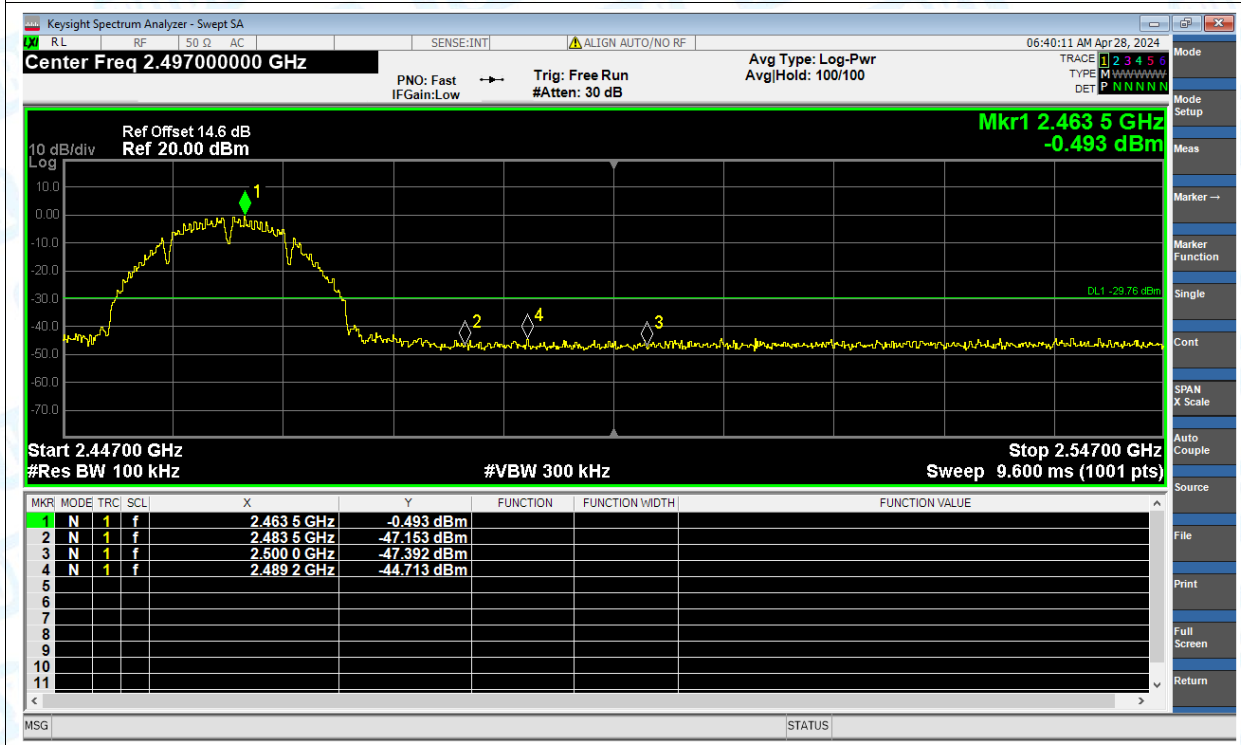 Keysight Spectrum Analyzer - Swept SA
LXI RL RF 50 Ω AC SENSE:INT ALIGN AUTO/NO RF 06:40:11 AM Apr 28, 2024
Center Freq 2.497000000 GHz
PNO: Fast
IFGain:Low
Trig: Free Run
#Atten: 30 dB
Avg Type: Log-Pwr
Avg|Hold: 100/100
TRACE 1 2 3 4 5 6
TYPE M W W W W W
DET P N N N N N
Ref Offset 14.6 dB
Ref 20.00 dBm
10 dB/div
Log
Mkr1 2.463 5 GHz
-0.493 dBm
10.0
0.00
-10.0
-20.0
-30.0
-40.0
-50.0
-60.0
-70.0
1
2
4
3
DL1 -29.76 dBm
Start 2.44700 GHz
#Res BW 100 kHz
#VBW 300 kHz
Stop 2.54700 GHz
Sweep 9.600 ms (1001 pts)
MKR MODE TRC SCL X Y FUNCTION FUNCTION WIDTH FUNCTION VALUE
1 N 1 f 2.463 5 GHz -0.493 dBm
2 N 1 f 2.483 5 GHz -47.153 dBm
3 N 1 f 2.500 0 GHz -47.392 dBm
4 N 1 f 2.489 2 GHz -44.713 dBm
5
6
7
8
9
10
11
MSG
STATUS
Mode
Mode
Setup
Meas
Marker →
Marker
Function
Single
Cont
SPAN
X Scale
Auto
Couple
Source
File
Print
Full
Screen
Return